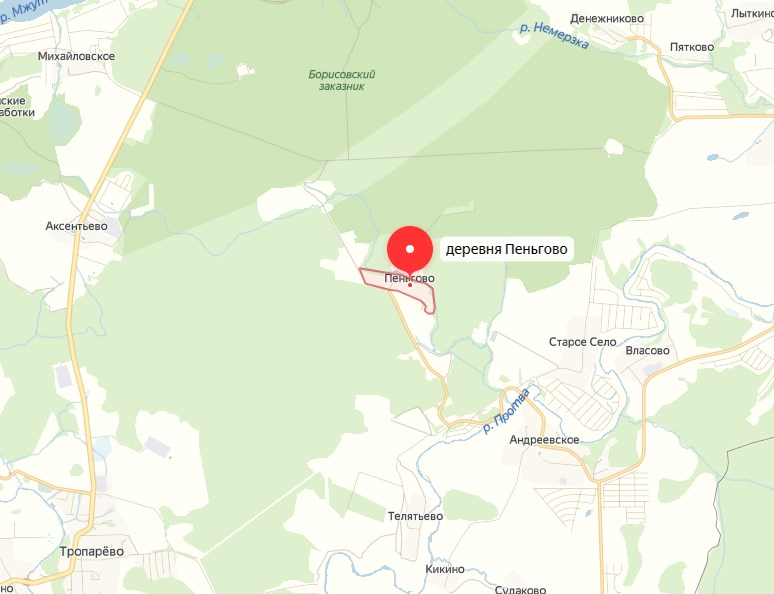 р. Мжут
Денежниково
Лыткино
р. Немерзка
Пятково
Михайловское
Борисовский
заказник
ские
аботки
Аксентьево
деревня Пеньгово
Пеньгово
Старое Село
Власово
р. Протва
Андреевское
Телятьево
Тропарёво
Кикино
Судаково
но